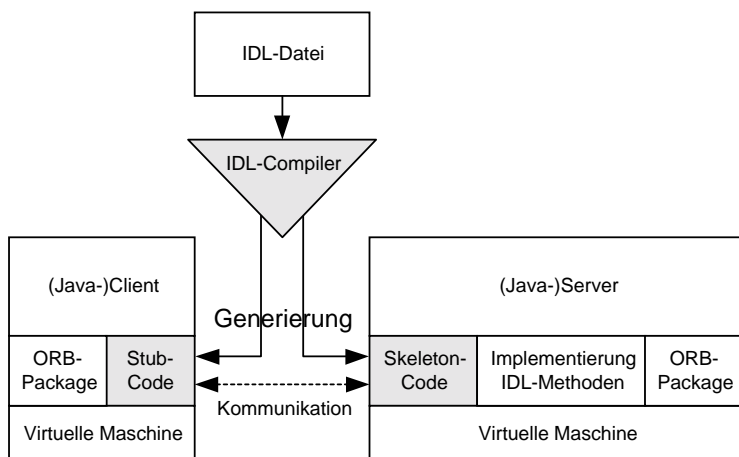 IDL-Datei
IDL-Compiler
(Java-)Client
(Java-)Server
Generierung
ORB-
Package
Stub-
Code
Skeleton-
Code
Implementierung
IDL-Methoden
ORB-
Package
Kommunikation
Virtuelle Maschine
Virtuelle Maschine